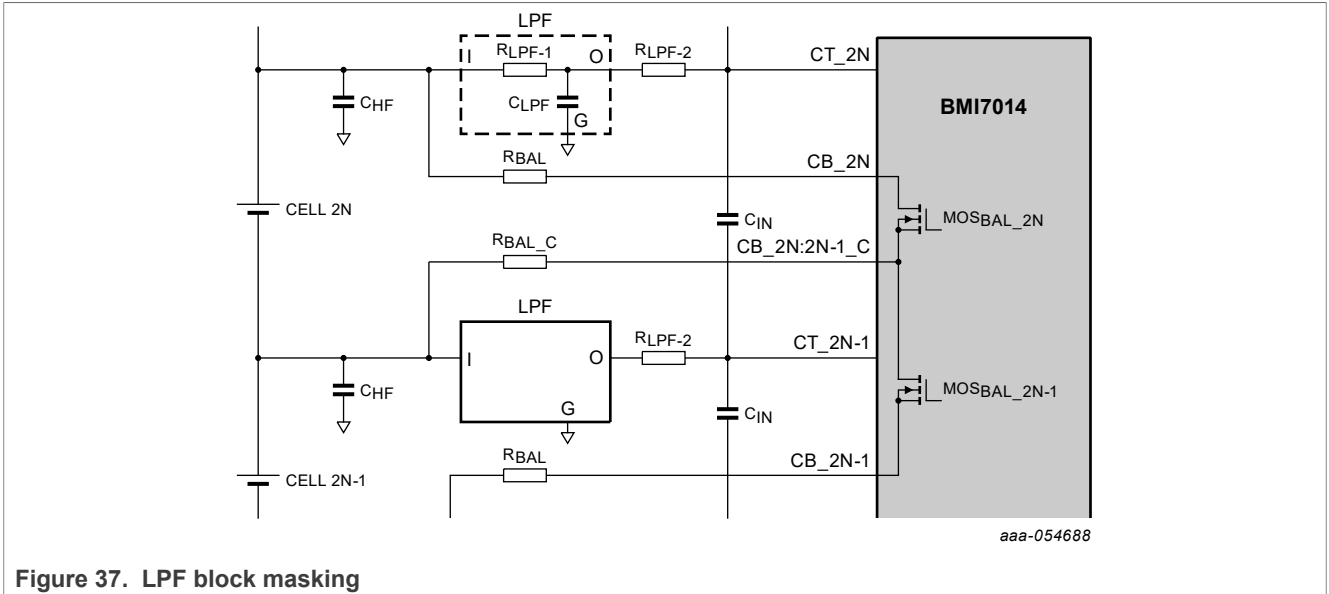 LPF
I RLPF-1 O RLPF-2 CT_2N
CHF CLPF G BMI7014
RBAL CB_2N
CELL 2N CIN MOSBAL_2N
RBAL_C CB_2N:2N-1_C
LPF
I O RLPF-2 CT_2N-1
CHF G CIN MOSBAL_2N-1
RBAL CB_2N-1
CELL 2N-1
aaa-054688
Figure 37. LPF block masking